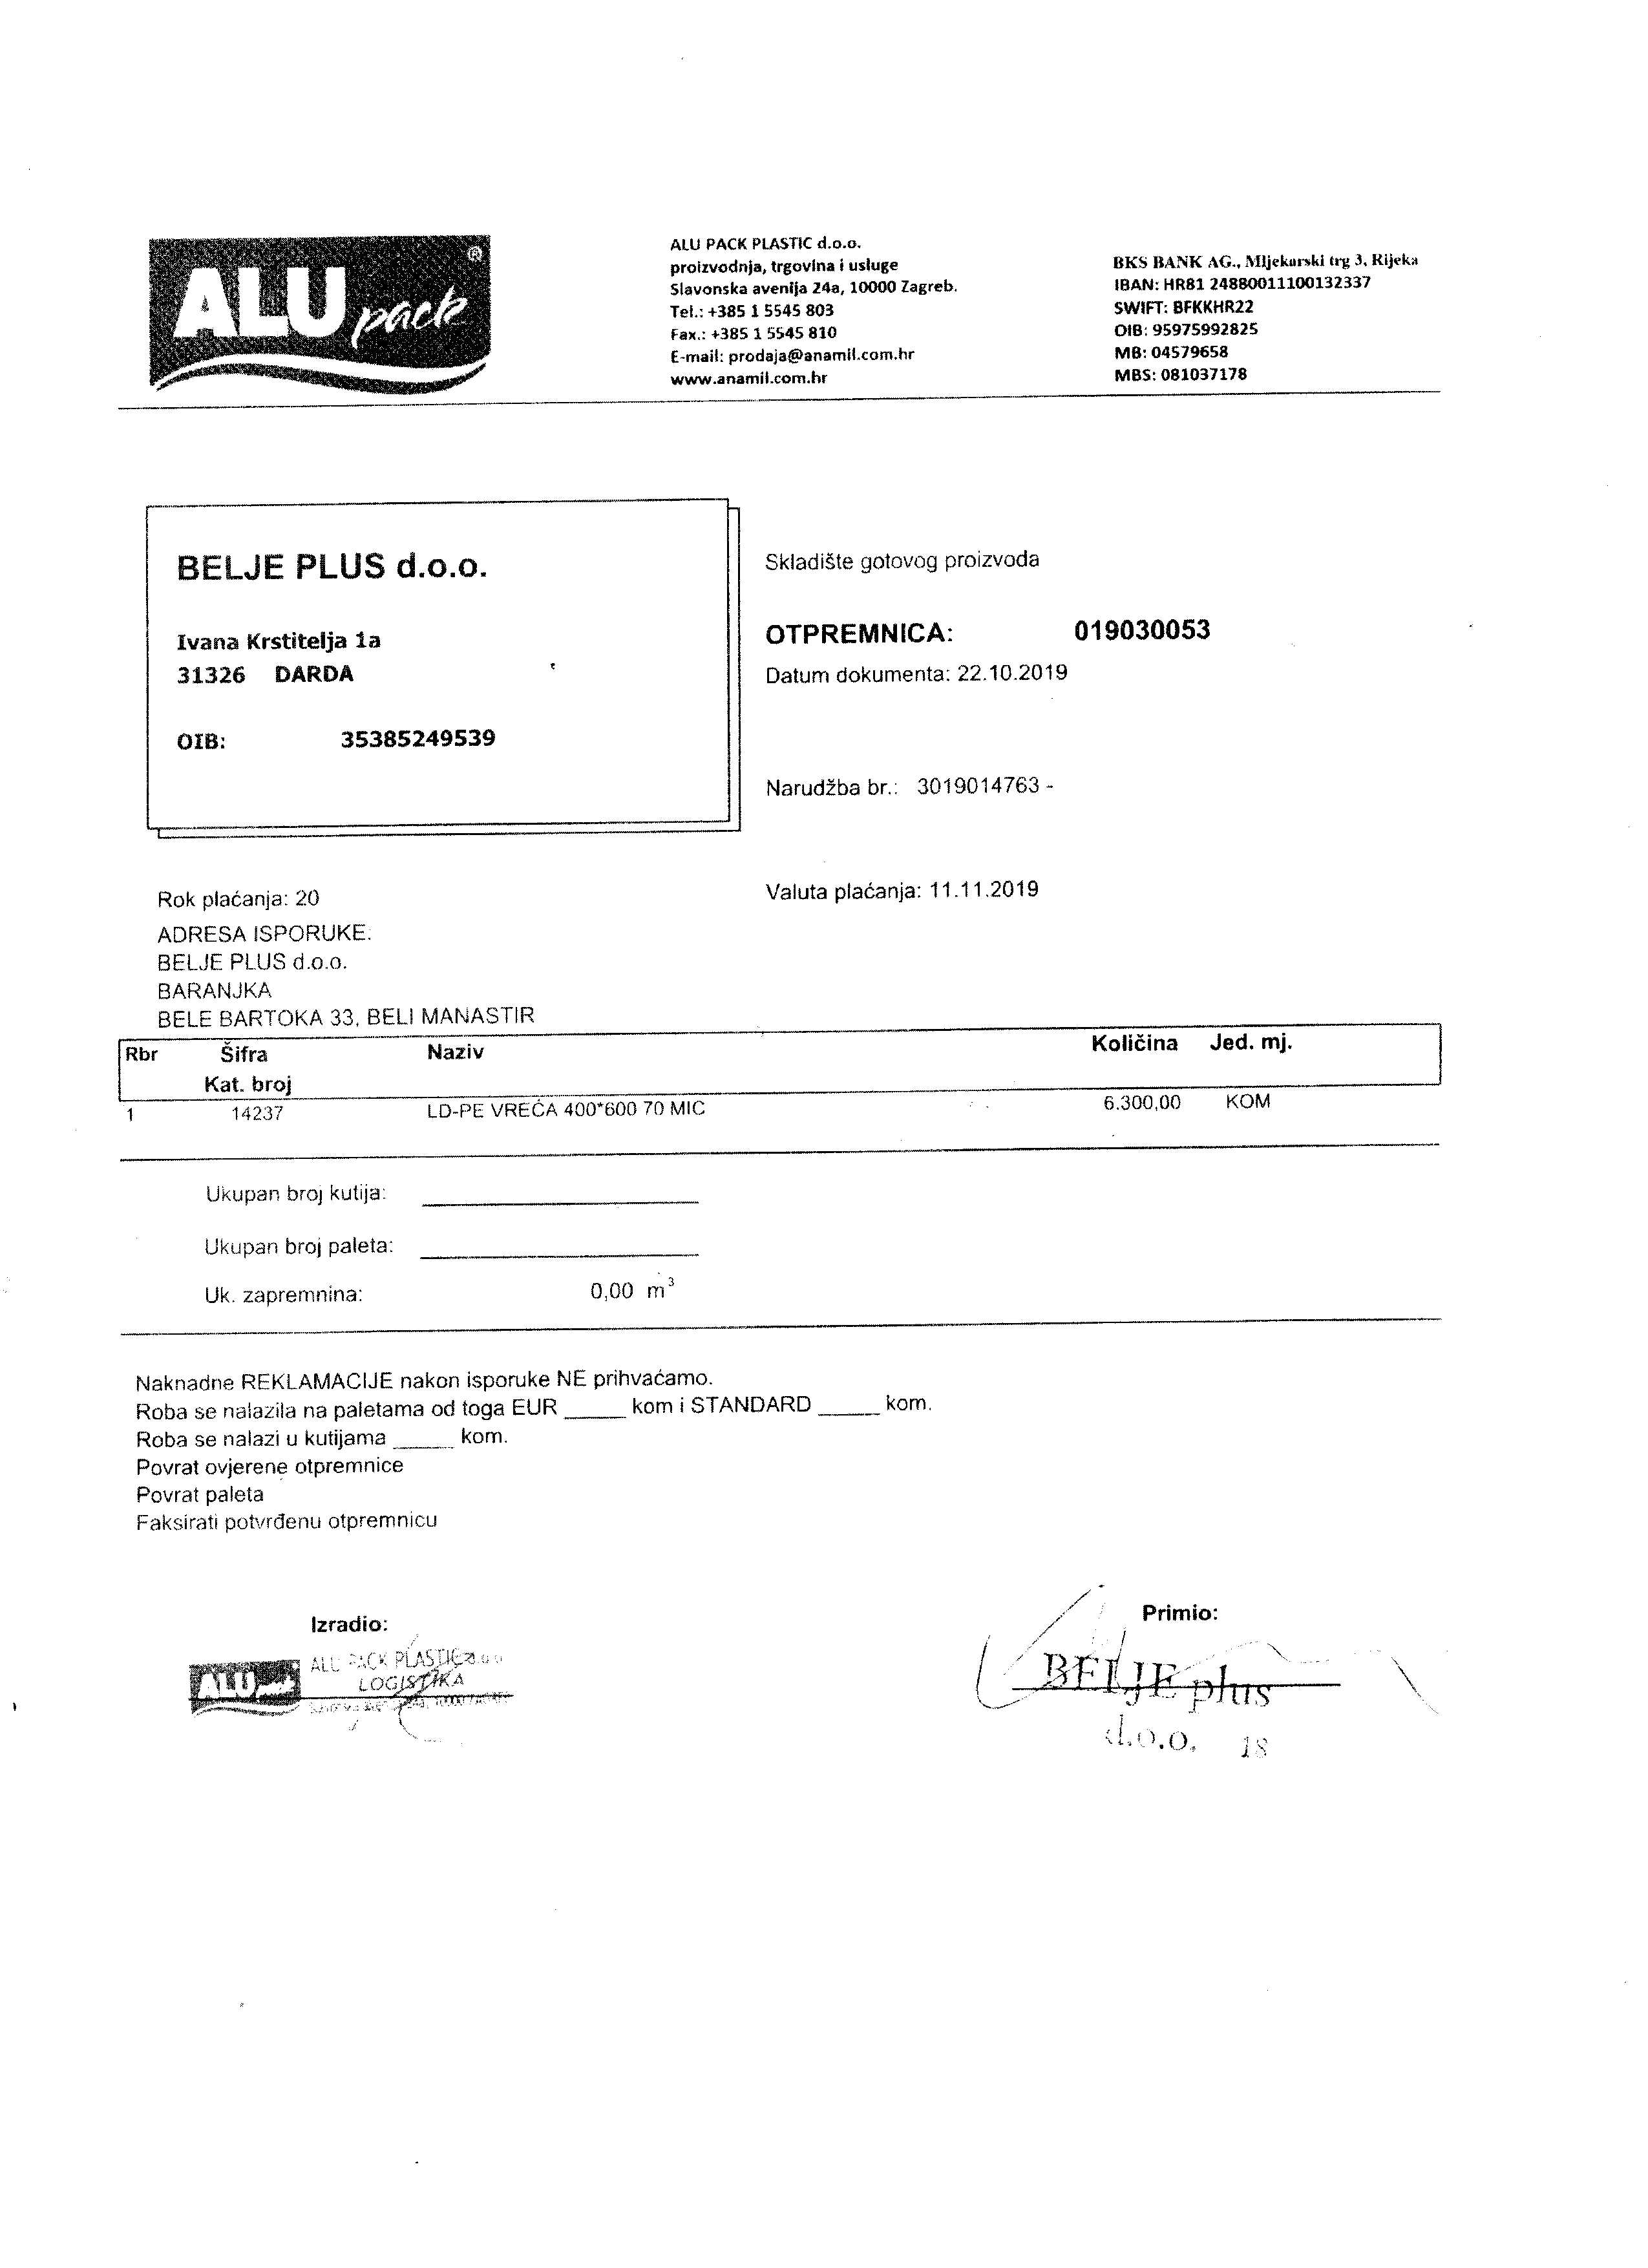 ALU pack ®
ALU PACK PLASTIC d.o.o.
proizvodnja, trgovina i usluge
Slavonska avenija 24a, 10000 Zagreb.
Tel.: +385 1 5545 803
Fax.: +385 1 5545 810
E-mail: prodaja@anamil.com.hr
www.anamil.com.hr
BKS BANK AG., Mljekarski trg 3, Rijeka
IBAN: HR81 24880011100132337
SWIFT: BFKKHR22
OIB: 95975992825
MB: 04579658
MBS: 081037178
BELJE PLUS d.o.o.
Ivana Krstitelja 1a
31326 DARDA
OIB: 35385249539
Skladište gotovog proizvoda
OTPREMNICA: 019030053
Datum dokumenta: 22.10.2019
Narudžba br.: 3019014763 -
Rok plaćanja: 20
Valuta plaćanja: 11.11.2019
ADRESA ISPORUKE:
BELJE PLUS d.o.o.
BARANJKA
BELE BARTOKA 33, BELI MANASTIR
Rbr Šifra Naziv Količina Jed. mj.
Kat. broj
1 14237 LD-PE VREĆA 400*600 70 MIC 6.300,00 KOM
Ukupan broj kutija:
Ukupan broj paleta:
Uk. zapremnina: 0,00 m³
Naknadne REKLAMACIJE nakon isporuke NE prihvaćamo.
Roba se nalazila na paletama od toga EUR _____ kom i STANDARD _____ kom.
Roba se nalazi u kutijama _____ kom.
Povrat ovjerene otpremnice
Povrat paleta
Faksirati potvrđenu otpremnicu
Izradio:
Primio:
ALU pack
ALU PACK PLASTIC d.o.o.
LOGISTIKA
BELJE plus
d.o.o. 18